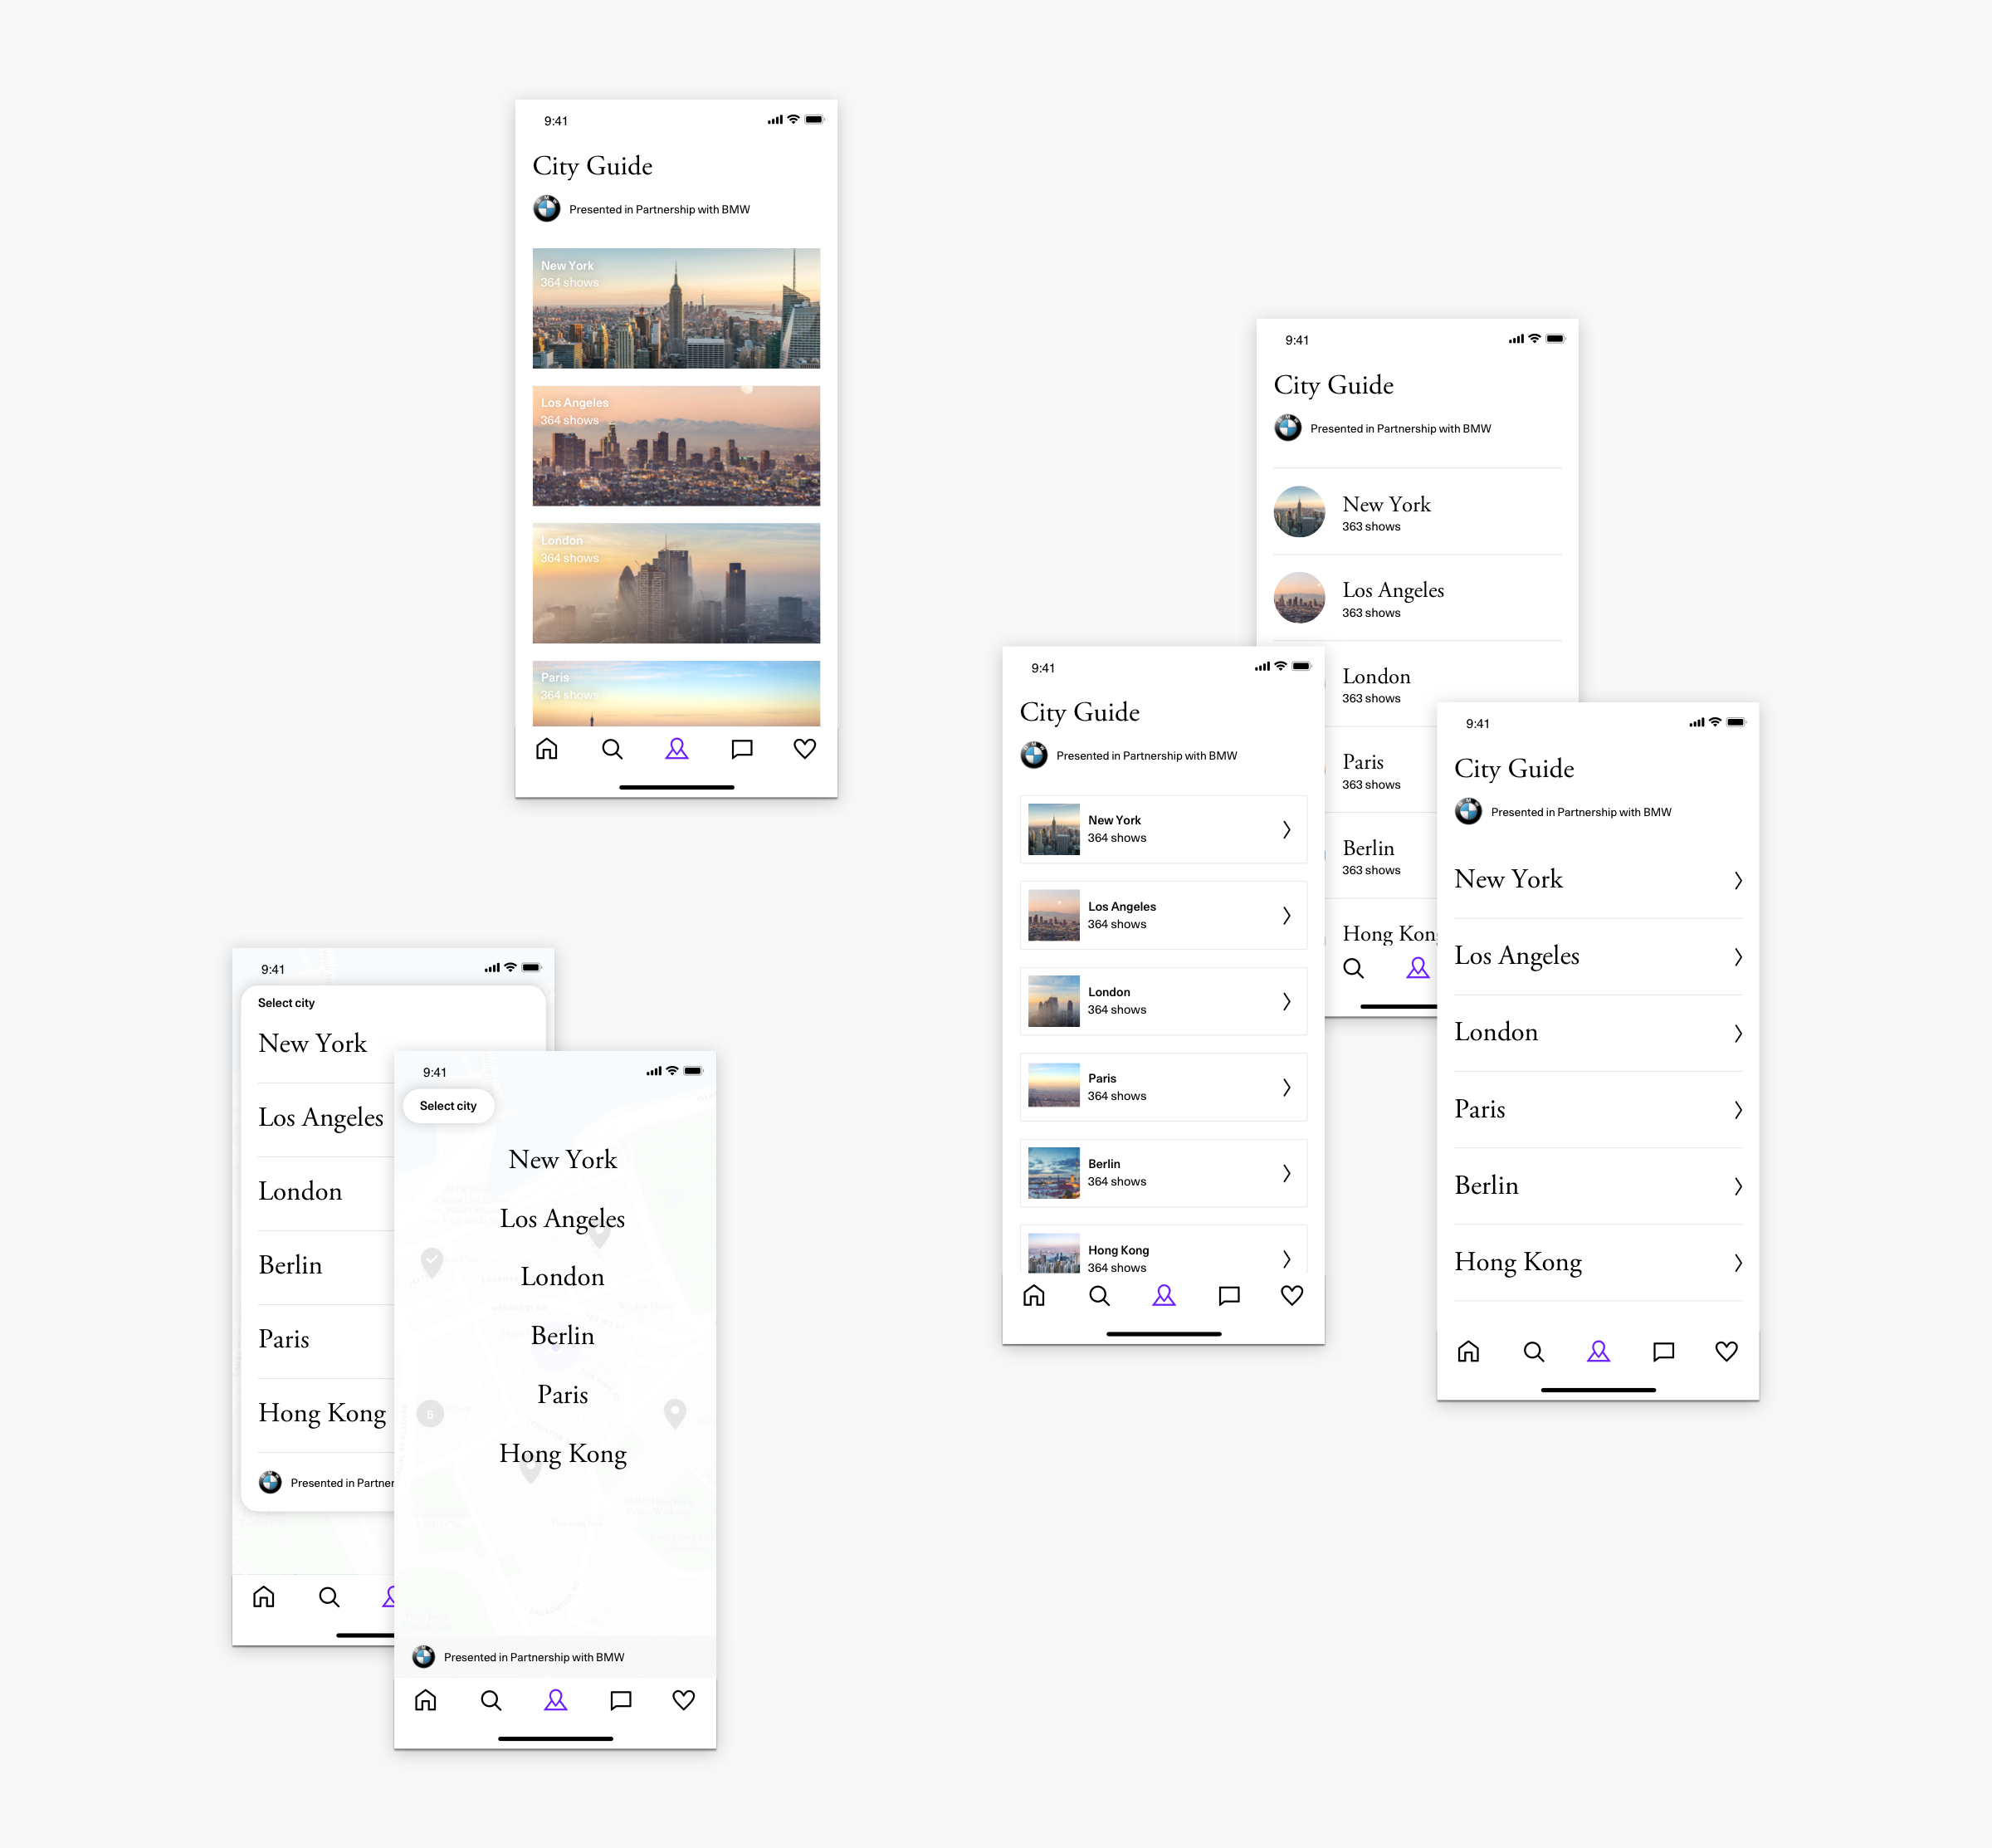 9:41
City Guide
Presented in Partnership with BMW
New York
364 shows
Los Angeles
364 shows
London
364 shows
Paris
364 shows
9:41
City Guide
Presented in Partnership with BMW
New York
363 shows
Los Angeles
363 shows
London
363 shows
Paris
363 shows
Berlin
363 shows
Hong Kon
9:41
City Guide
Presented in Partnership with BMW
New York
364 shows
Los Angeles
364 shows
London
364 shows
Paris
364 shows
Berlin
364 shows
Hong Kong
364 shows
9:41
City Guide
Presented in Partnership with BMW
New York
Los Angeles
London
Paris
Berlin
Hong Kong
9:41
Select city
New York
Los Angeles
London
Berlin
Paris
Hong Kong
Presented in Partner
9:41
Select city
New York
Los Angeles
London
Berlin
Paris
Hong Kong
5
Presented in Partnership with BMW